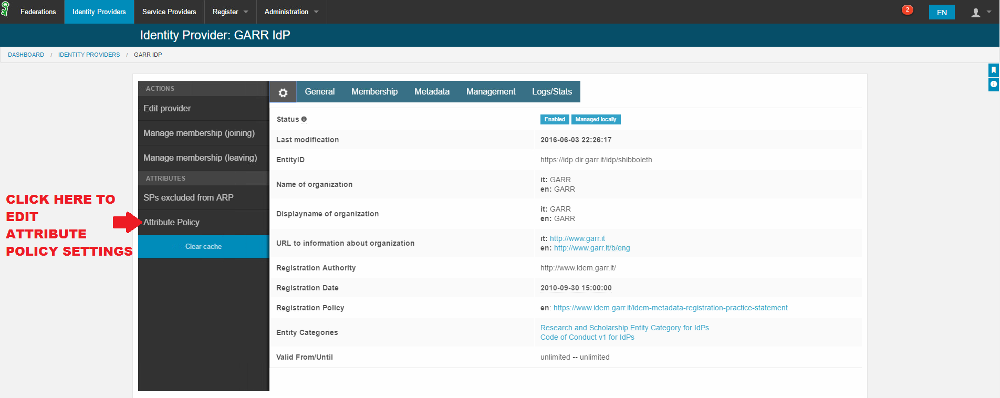 Federations
Identity Providers
Service Providers
Register
Administration
2
EN
Identity Provider: GARR IdP
DASHBOARD / IDENTITY PROVIDERS / GARR IDP
ACTIONS
Edit provider
Manage membership (joining)
Manage membership (leaving)
ATTRIBUTES
SPs excluded from ARP
Attribute Policy
Clear cache
CLICK HERE TO
EDIT
ATTRIBUTE
POLICY SETTINGS
General
Membership
Metadata
Management
Logs/Stats
Status Enabled Managed locally
Last modification 2016-06-03 22:26:17
EntityID https://idp.dir.garr.it/idp/shibboleth
Name of organization
it: GARR
en: GARR
Displayname of organization
it: GARR
en: GARR
URL to information about organization
it: http://www.garr.it
en: http://www.garr.it/b/eng
Registration Authority http://www.idem.garr.it/
Registration Date 2010-09-30 15:00:00
Registration Policy en: https://www.idem.garr.it/idem-metadata-registration-practice-statement
Entity Categories
Research and Scholarship Entity Category for IdPs
Code of Conduct v1 for IdPs
Valid From/Until unlimited -- unlimited